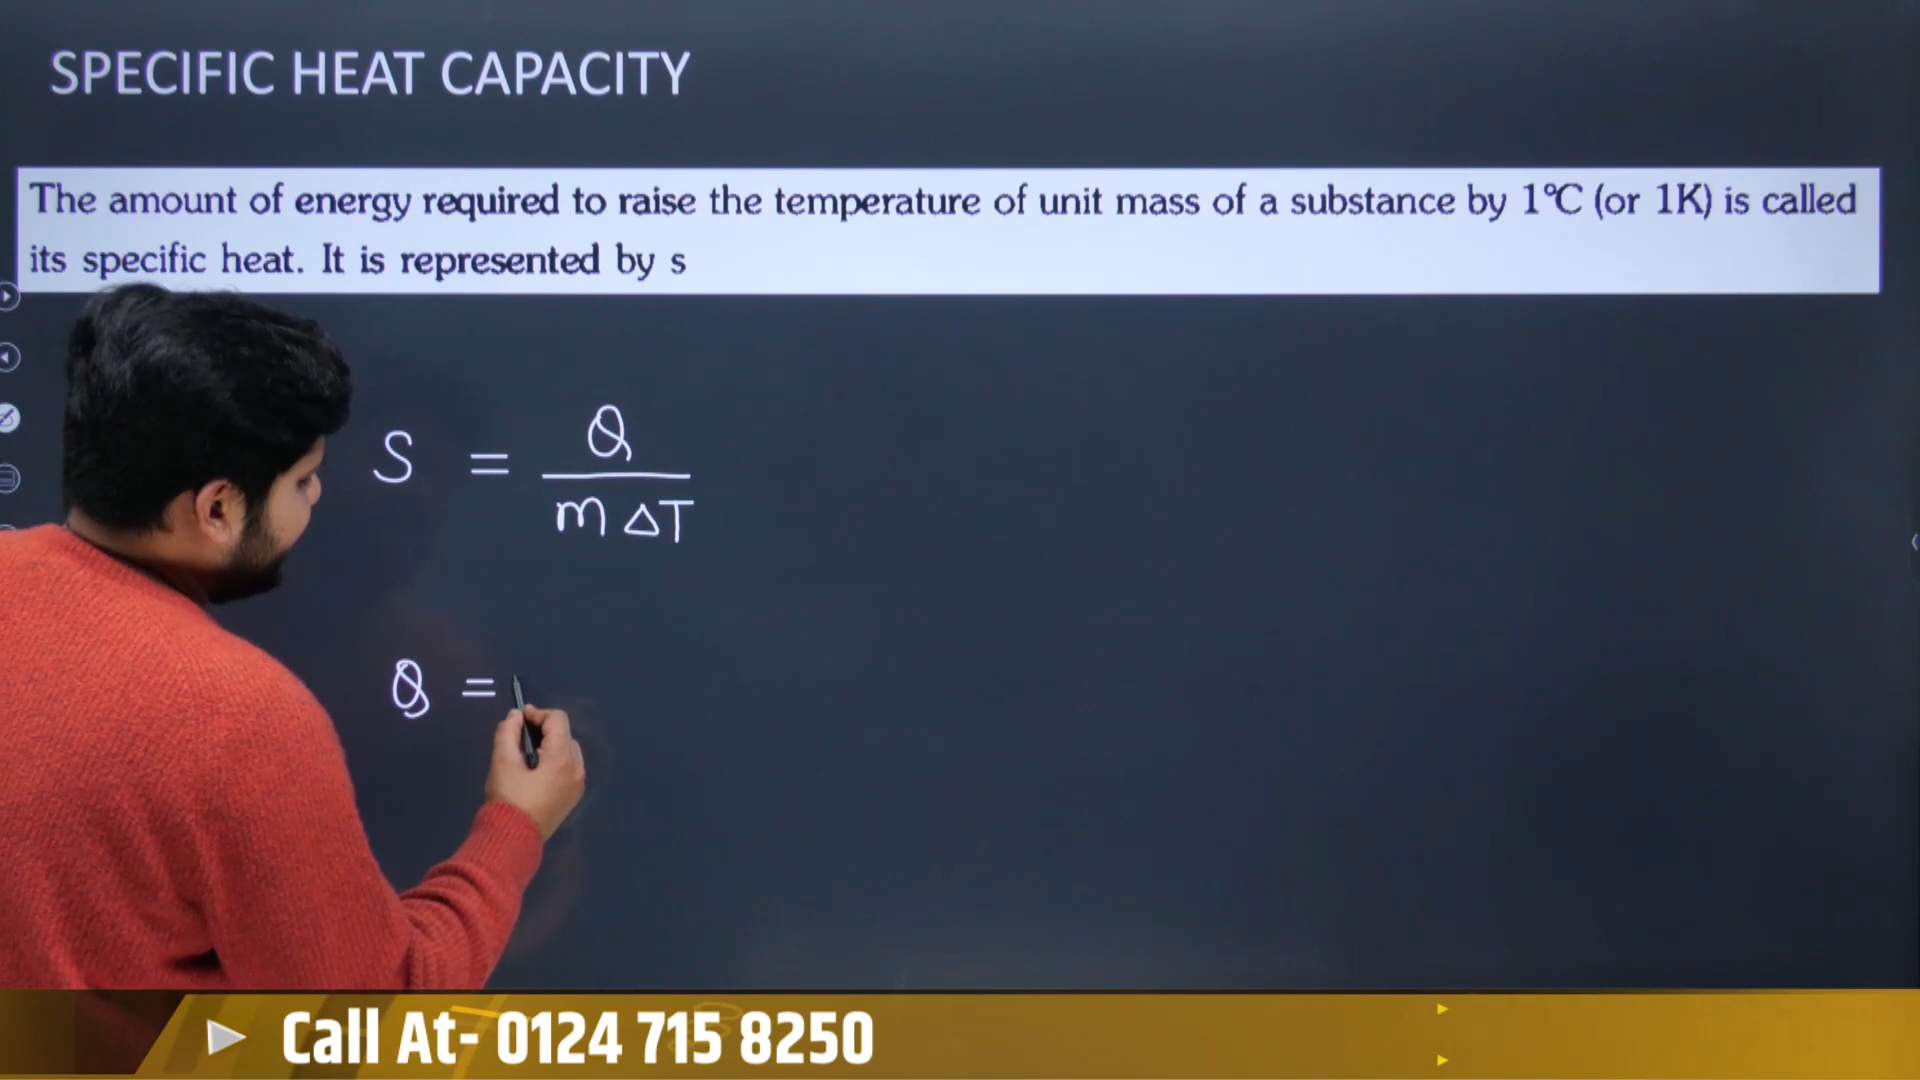 SPECIFIC HEAT CAPACITY
The amount of energy required to raise the temperature of unit mass of a substance by 1°C (or 1K) is called
its specific heat. It is represented by s
S = Q / m ΔT
Q =
Call At- 0124 715 8250